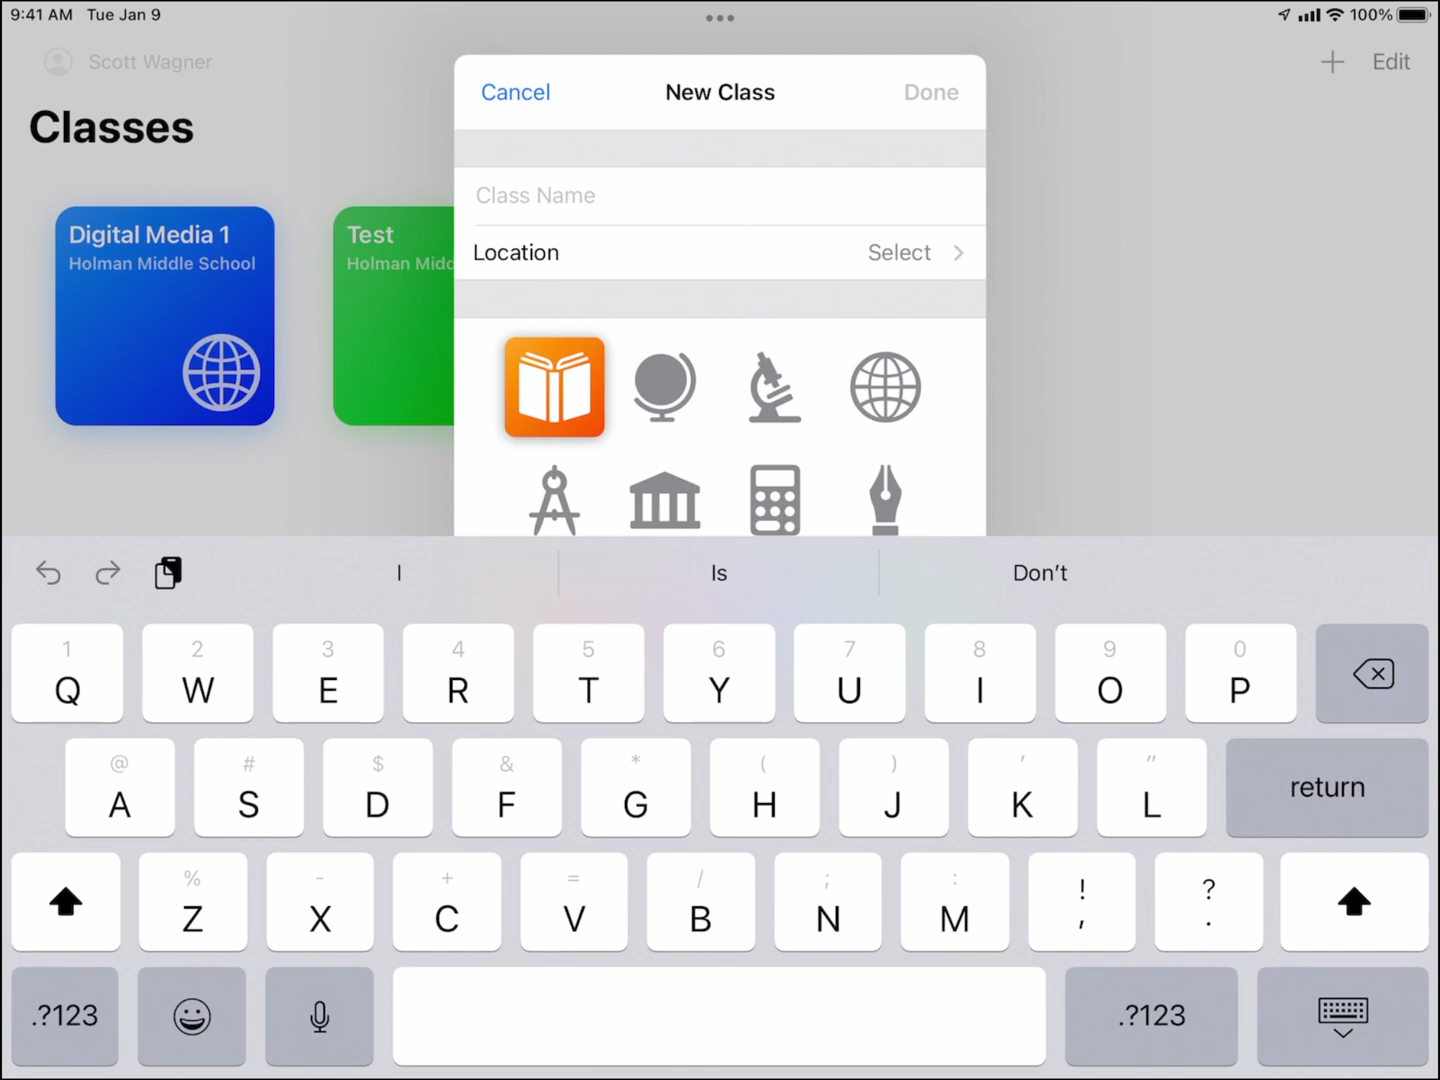 9:41 AM Tue Jan 9
100%
Scott Wagner
Edit
Classes
Cancel
New Class
Done
Class Name
Location
Select
Digital Media 1
Holman Middle School
Test
Holman Midd
I
Is
Don't
1 2 3 4 5 6 7 8 9 0
Q W E R T Y U I O P
@ # $ & * ( ) ' "
A S D F G H J K L
return
% - + = / ; : ! ?
Z X C V B N M , .
.?123
.?123